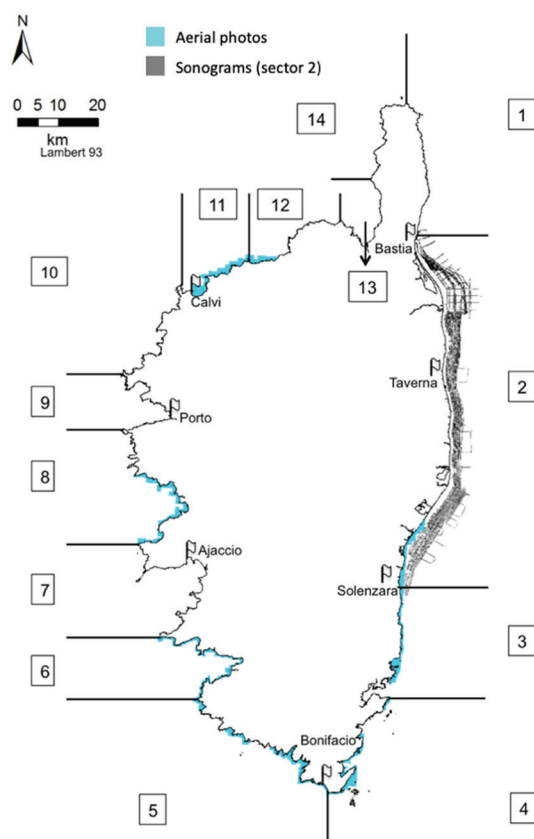 N
Aerial photos
Sonograms (sector 2)
0 5 10 20
km
Lambert 93
14
1
11
12
Bastia
10
13
Calvi
Taverna
2
9
Porto
8
Ajaccio
7
Solenzara
3
6
Bonifacio
5
4